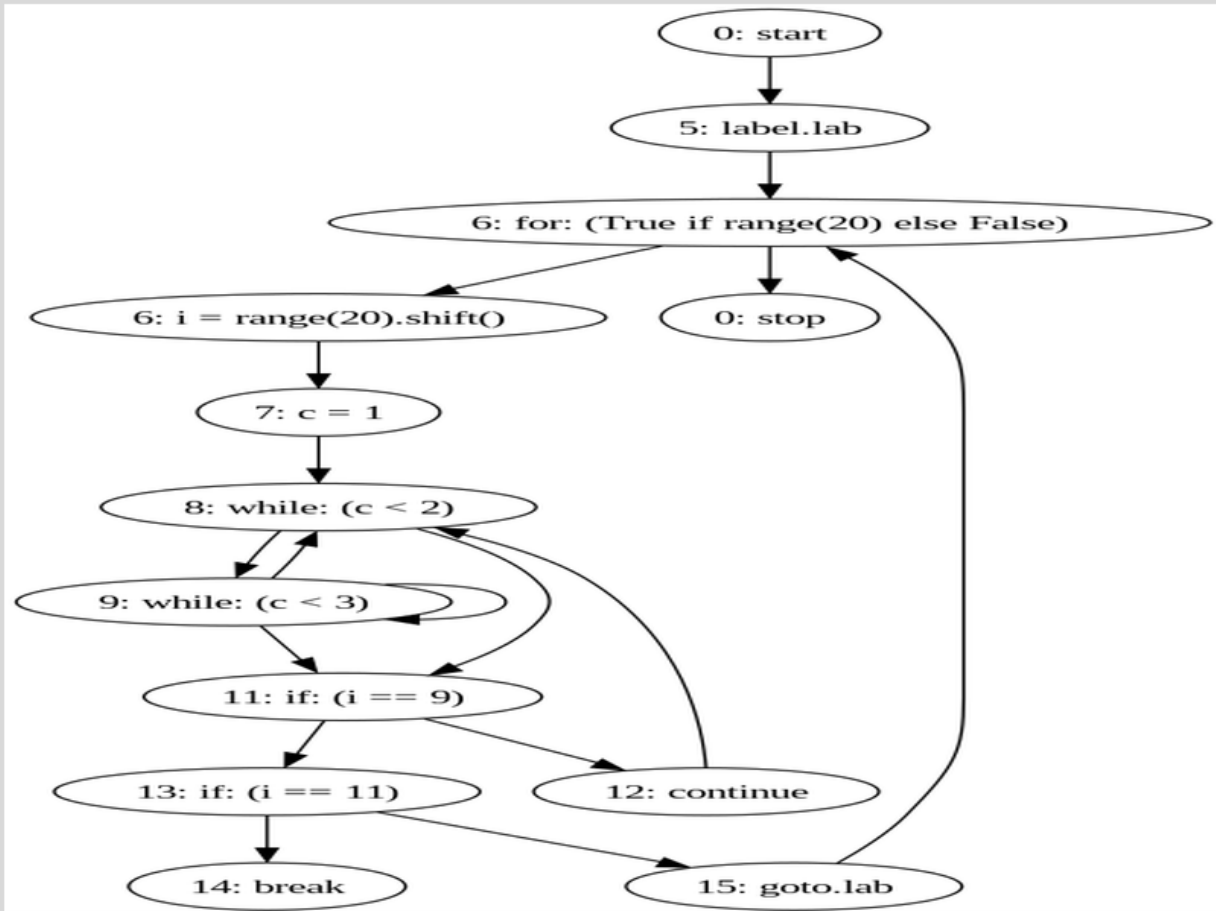 0: start
5: label.lab
6: for: (True if range(20) else False)
6: i = range(20).shift()
0: stop
7: c = 1
8: while: (c < 2)
9: while: (c < 3)
11: if: (i == 9)
13: if: (i == 11)
12: continue
14: break
15: goto.lab